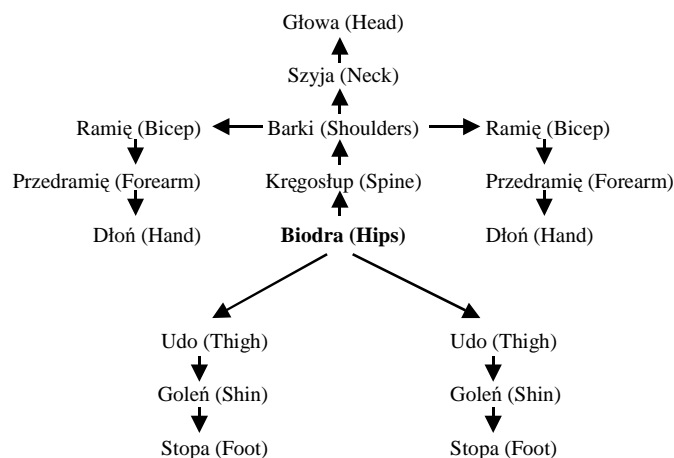 Głowa (Head)
Szyja (Neck)
Ramię (Bicep) Barki (Shoulders) Ramię (Bicep)
Przedramię (Forearm) Kręgosłup (Spine) Przedramię (Forearm)
Dłoń (Hand) Biodra (Hips) Dłoń (Hand)
Udo (Thigh) Udo (Thigh)
Goleń (Shin) Goleń (Shin)
Stopa (Foot) Stopa (Foot)